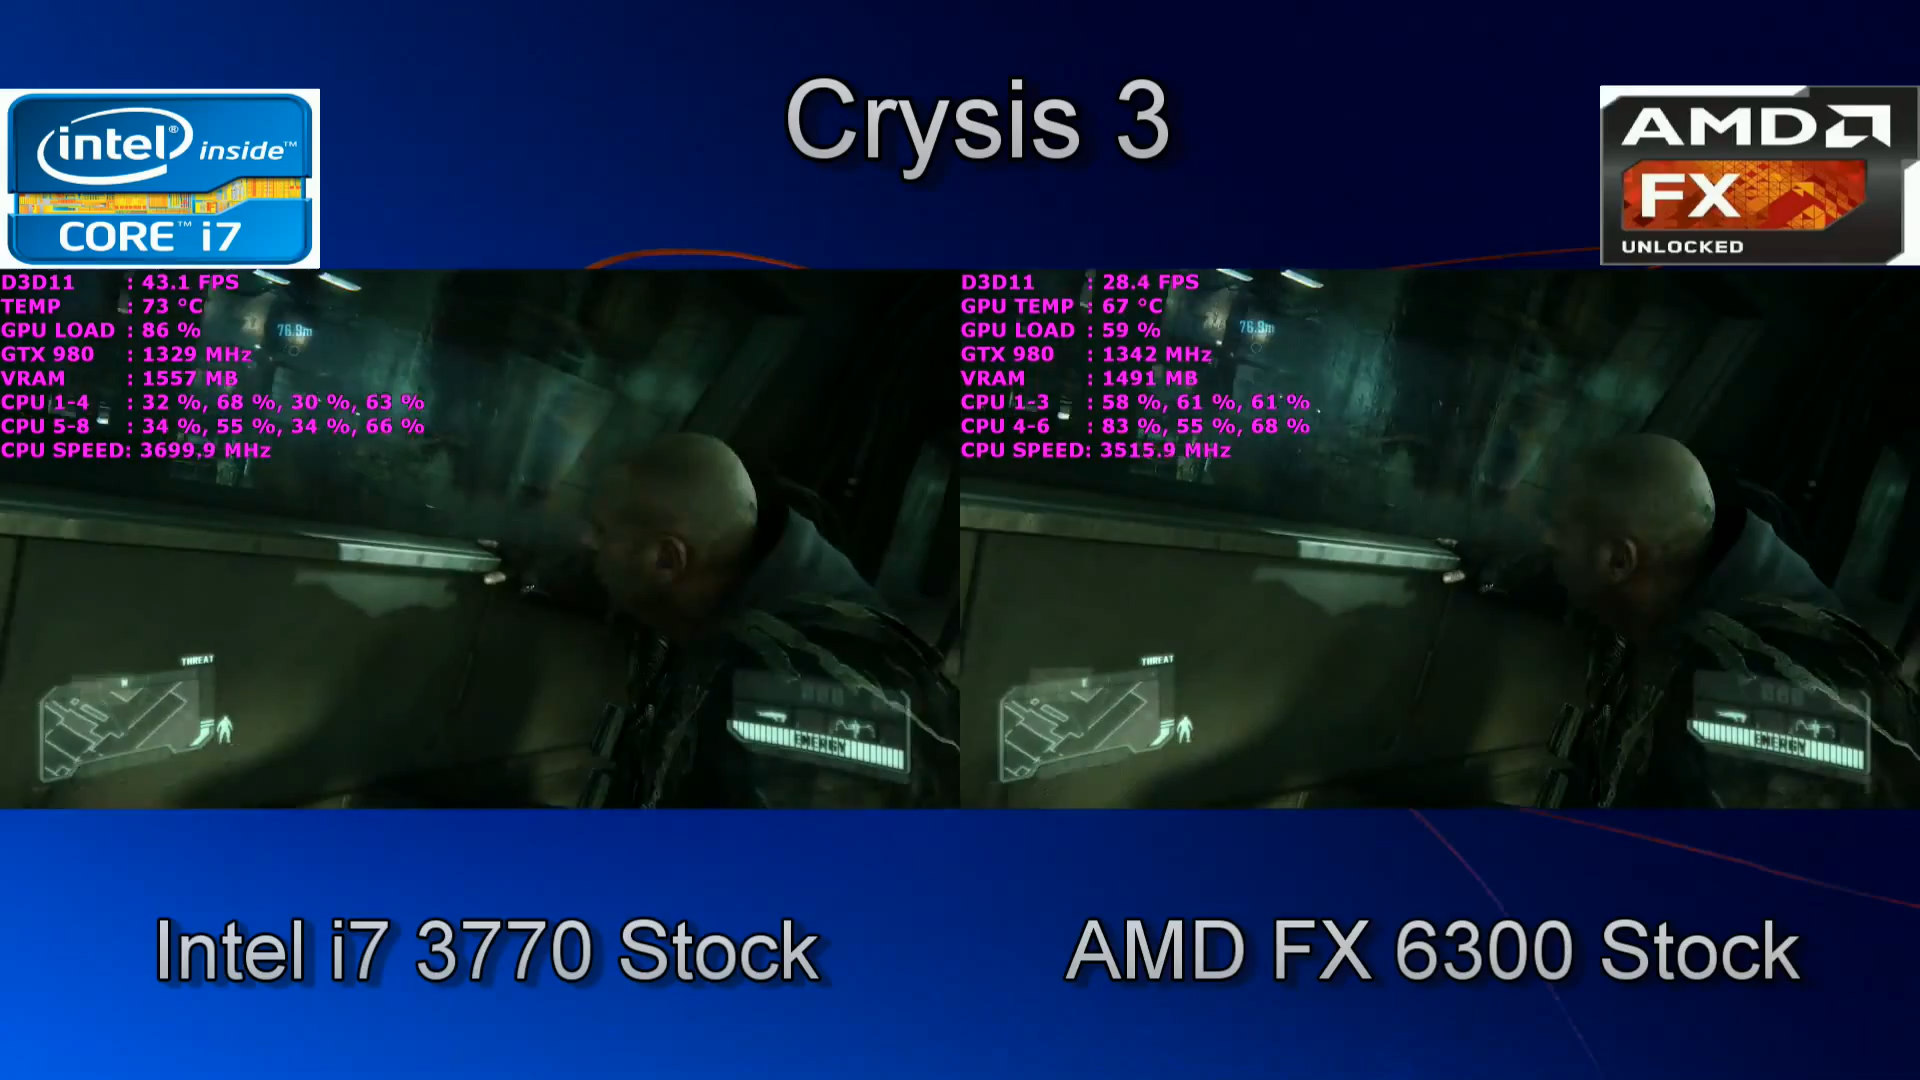 Crysis 3
intel® inside™
CORE™ i7
AMD
FX
UNLOCKED
D3D11 : 43.1 FPS
TEMP : 73 °C
GPU LOAD : 86 %
GTX 980 : 1329 MHz
VRAM : 1557 MB
CPU 1-4 : 32 %, 68 %, 30 %, 63 %
CPU 5-8 : 34 %, 55 %, 34 %, 66 %
CPU SPEED: 3699.9 MHz
76.9m
THREAT
N
D3D11 : 28.4 FPS
GPU TEMP : 67 °C
GPU LOAD : 59 %
GTX 980 : 1342 MHz
VRAM : 1491 MB
CPU 1-3 : 58 %, 61 %, 61 %
CPU 4-6 : 83 %, 55 %, 68 %
CPU SPEED: 3515.9 MHz
76.9m
THREAT
Intel i7 3770 Stock
AMD FX 6300 Stock